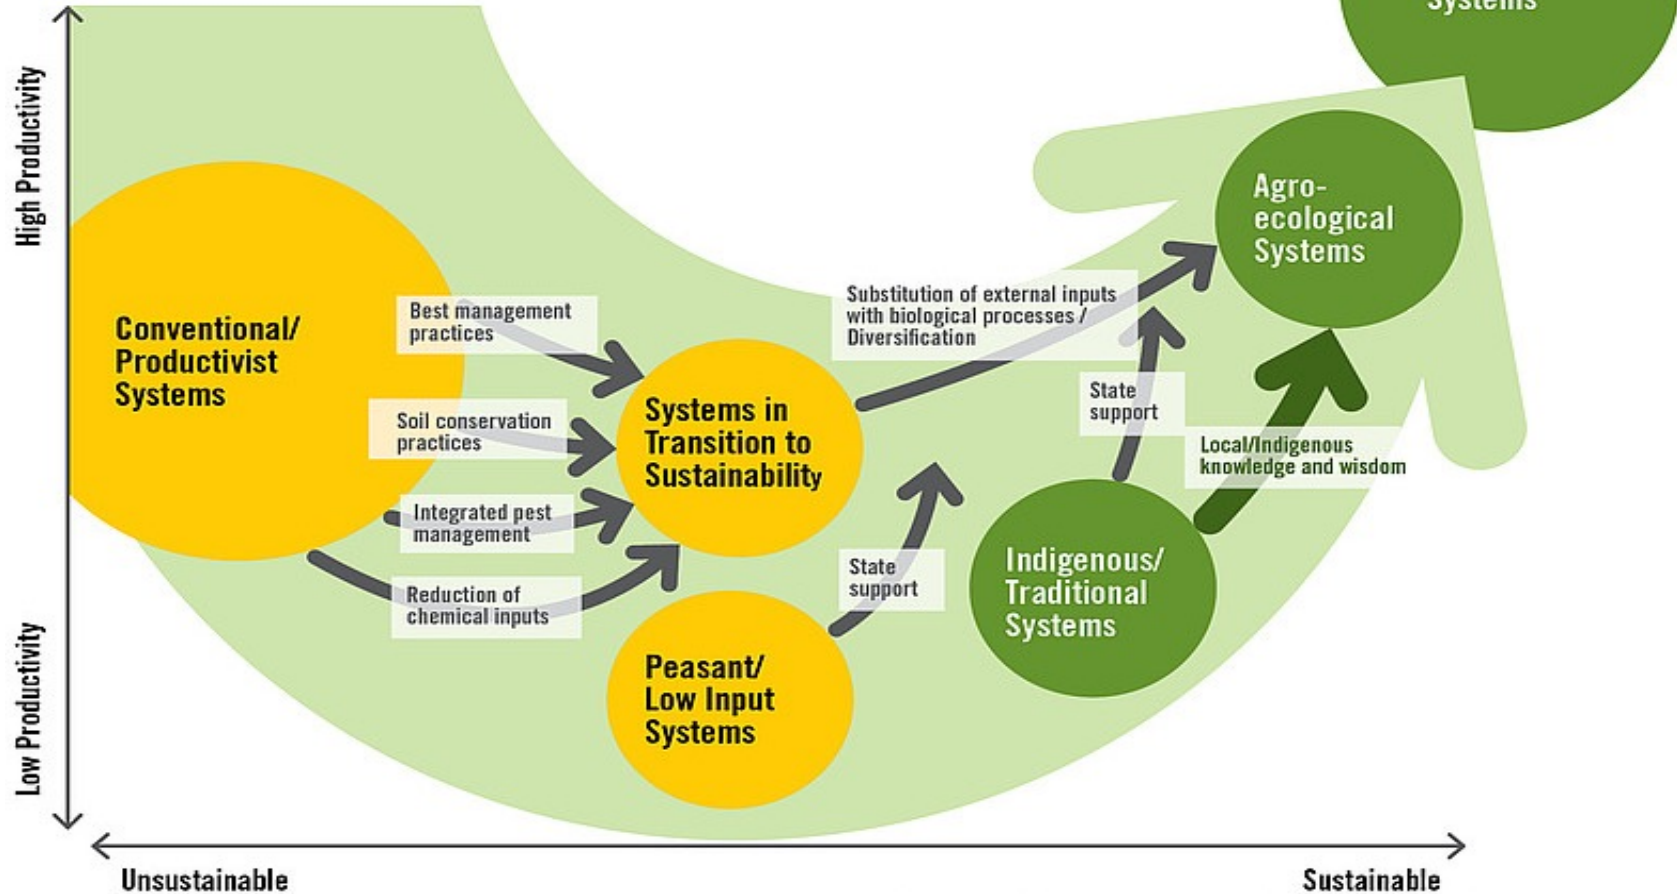 Systems
High Productivity
Agro-
ecological
Systems
Conventional/
Productivist
Systems
Best management
practices
Substitution of external inputs
with biological processes /
Diversification
Soil conservation
practices
Systems in
Transition to
Sustainability
State
support
Local/Indigenous
knowledge and wisdom
Integrated pest
management
Reduction of
chemical inputs
State
support
Indigenous/
Traditional
Systems
Peasant/
Low Input
Systems
Low Productivity
Unsustainable
Sustainable